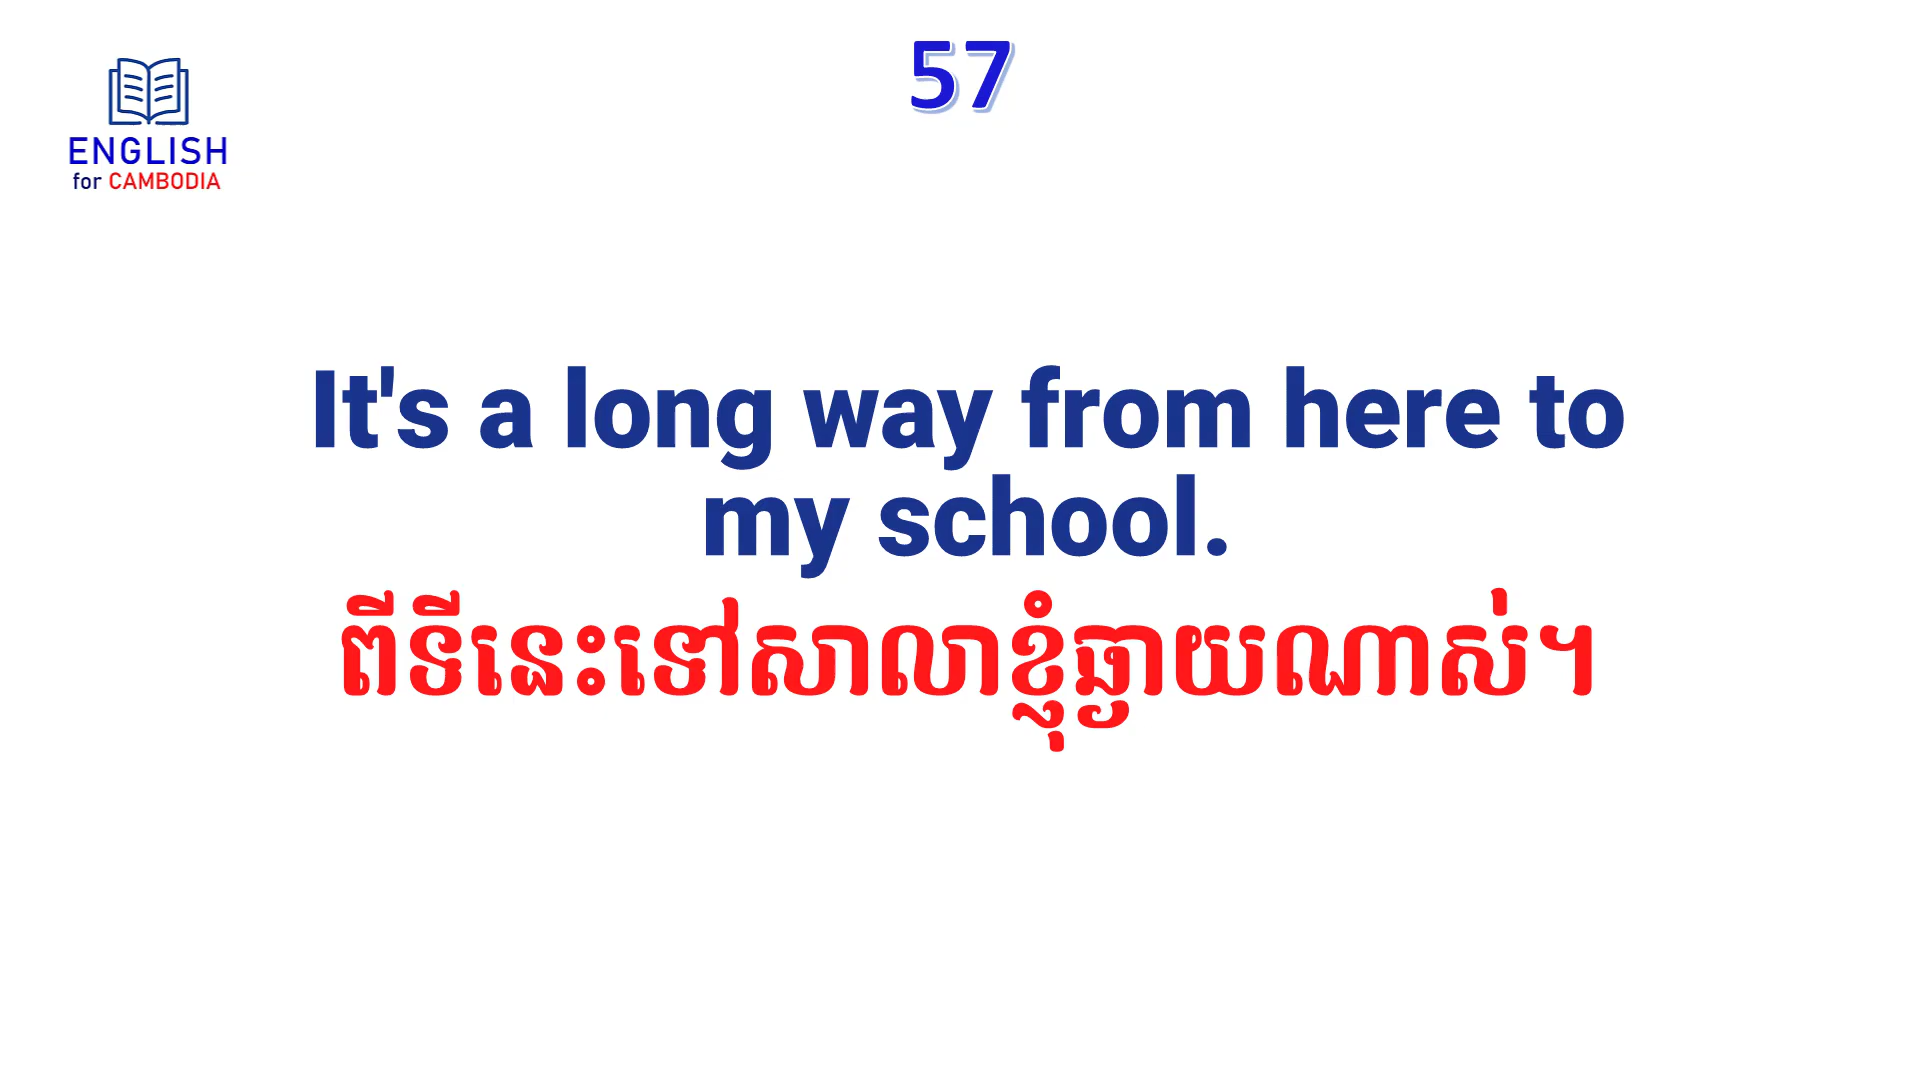 57
ENGLISH
for CAMBODIA
It's a long way from here to
my school.
ពីទីនេះទៅសាលាខ្ញុំឆ្ងាយណាស់។